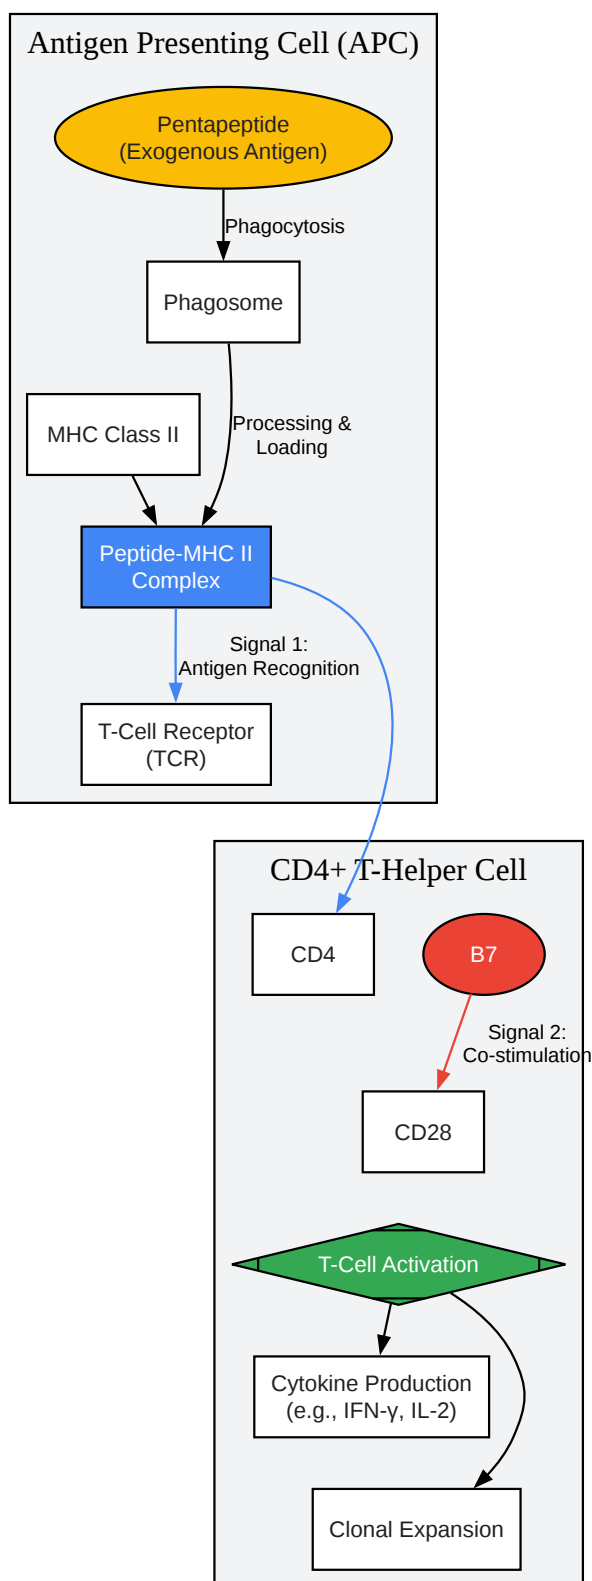 Antigen Presenting Cell (APC)
Pentapeptide
(Exogenous Antigen)
Phagocytosis
Phagosome
MHC Class II
Processing &
Loading
Peptide-MHC II
Complex
Signal 1:
Antigen Recognition
T-Cell Receptor
(TCR)
CD4+ T-Helper Cell
CD4
B7
Signal 2:
Co-stimulation
CD28
T-Cell Activation
Cytokine Production
(e.g., IFN-γ, IL-2)
Clonal Expansion